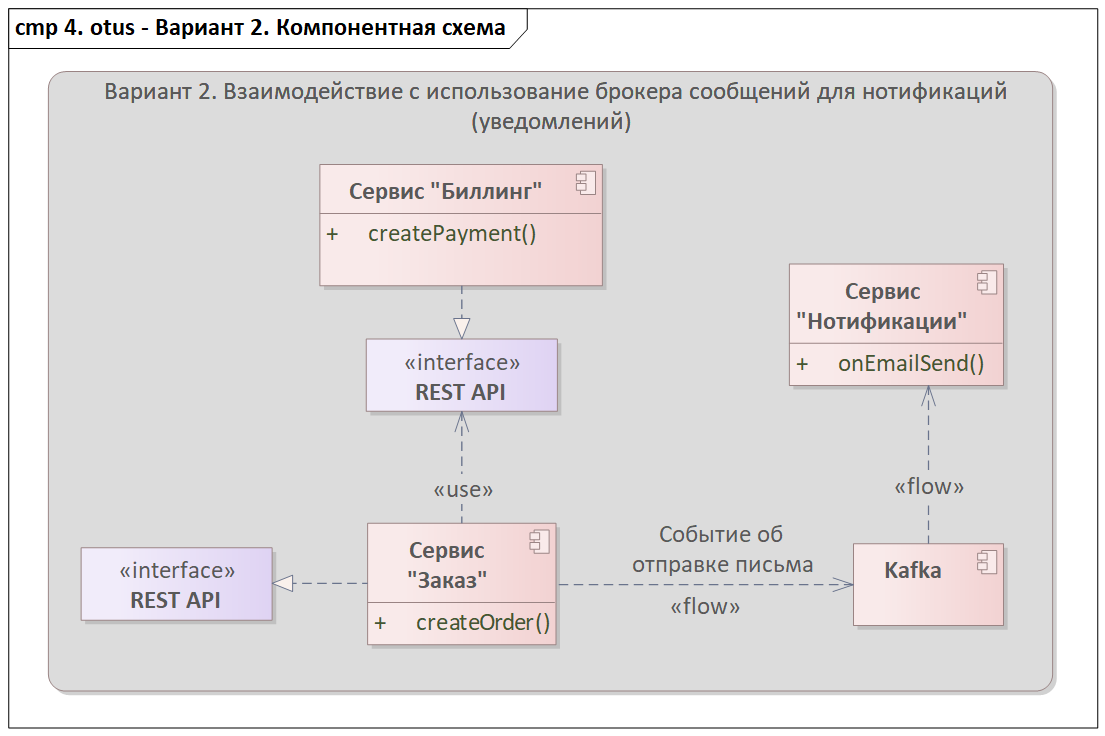 cmp 4. otus - Вариант 2. Компонентная схема
Вариант 2. Взаимодействие с использование брокера сообщений для нотификаций
(уведомлений)
Сервис "Биллинг"
+ createPayment()
«interface»
REST API
Сервис
"Нотификации"
+ onEmailSend()
«use»
«flow»
Сервис
"Заказ"
+ createOrder()
«interface»
REST API
Событие об
отправке письма
«flow»
Kafka